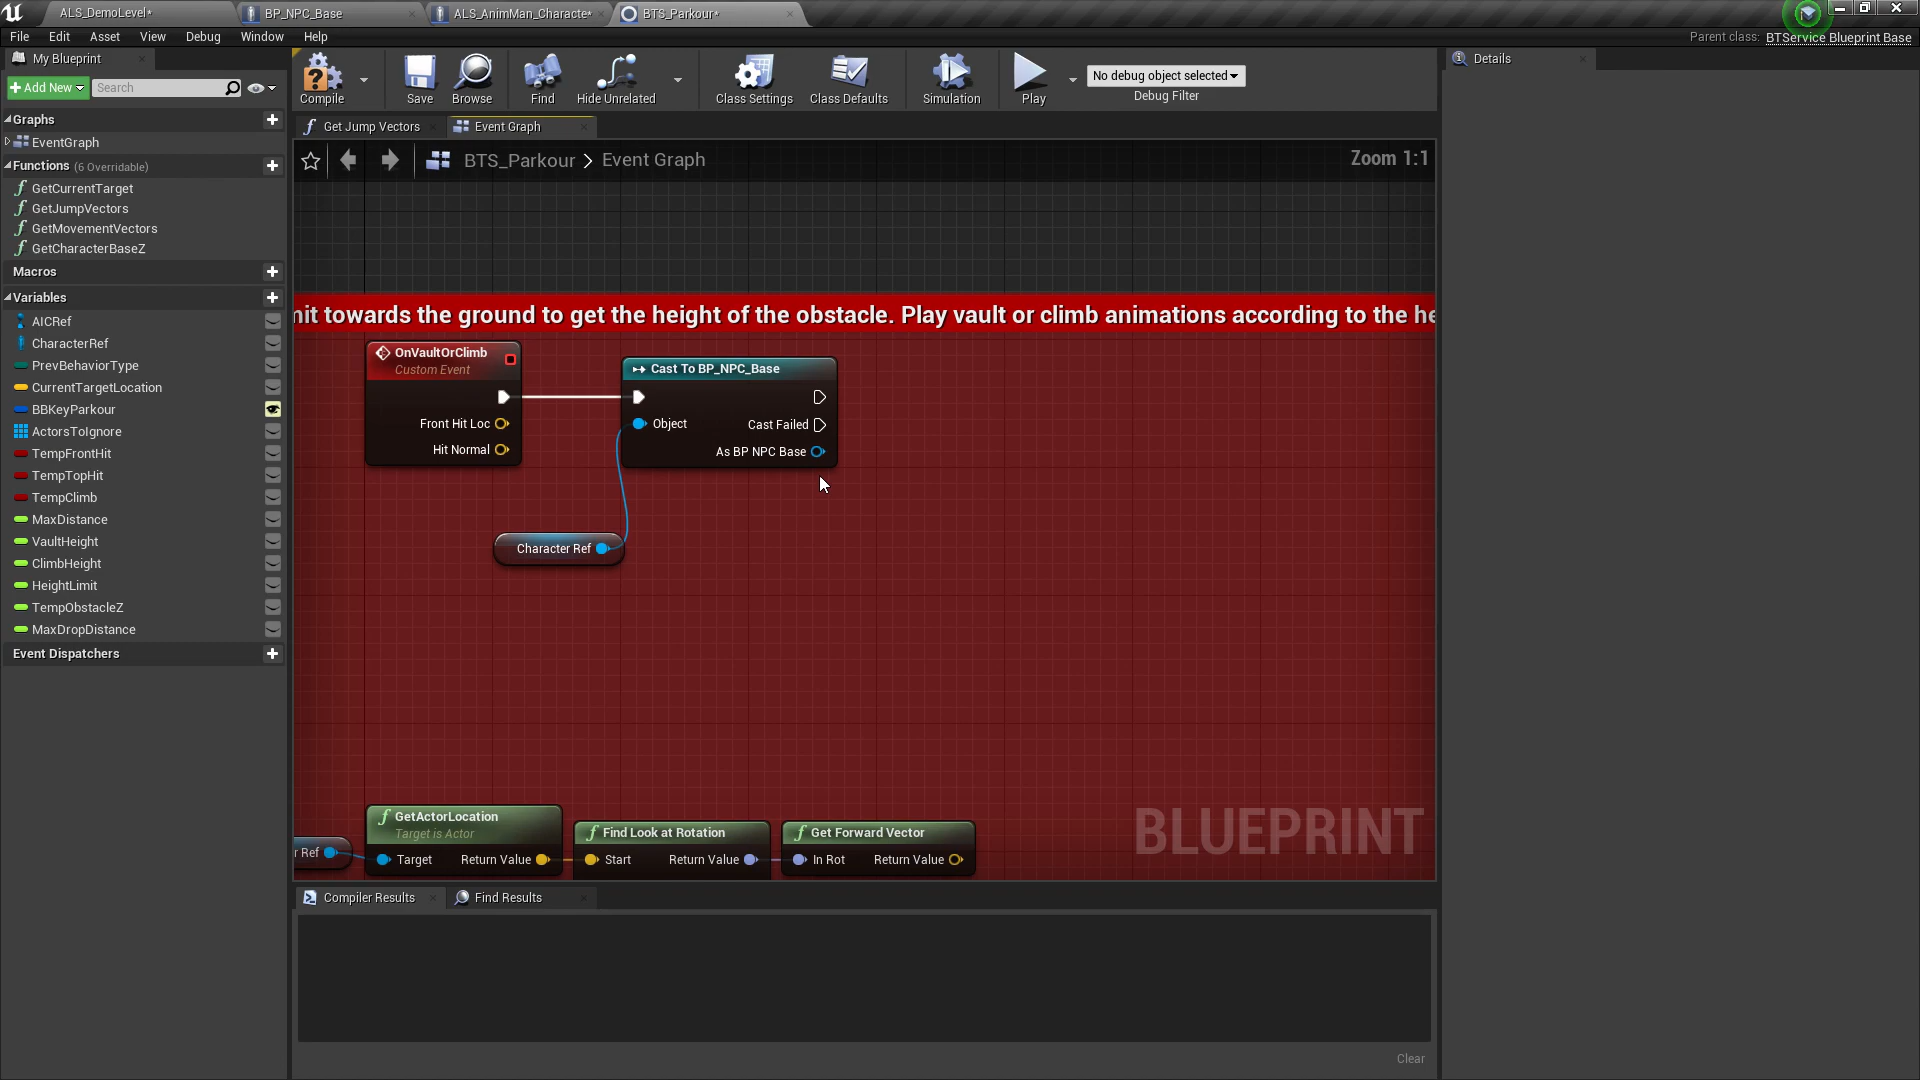 ALS_DemoLevel*
BP_NPC_Base
ALS_AnimMan_Characte*
BTS_Parkour*
File Edit Asset View Debug Window Help
Parent class: BTService Blueprint Base
My Blueprint
Add New
Search
Compile
Save
Browse
Find
Hide Unrelated
Class Settings
Class Defaults
Simulation
Play
No debug object selected
Debug Filter
Details
Graphs
EventGraph
Functions (6 Overridable)
GetCurrentTarget
GetJumpVectors
GetMovementVectors
GetCharacterBaseZ
Macros
Variables
AICRef
CharacterRef
PrevBehaviorType
CurrentTargetLocation
BBKeyParkour
ActorsToIgnore
TempFrontHit
TempTopHit
TempClimb
MaxDistance
VaultHeight
ClimbHeight
HeightLimit
TempObstacleZ
MaxDropDistance
Event Dispatchers
Get Jump Vectors
Event Graph
BTS_Parkour > Event Graph
Zoom 1:1
mit towards the ground to get the height of the obstacle. Play vault or climb animations according to the he
OnVaultOrClimb
Custom Event
Front Hit Loc
Hit Normal
Cast To BP_NPC_Base
Object
Cast Failed
As BP NPC Base
Character Ref
r Ref
GetActorLocation
Target is Actor
Target Return Value
Find Look at Rotation
Start Return Value
Get Forward Vector
In Rot Return Value
BLUEPRINT
Compiler Results
Find Results
Clear